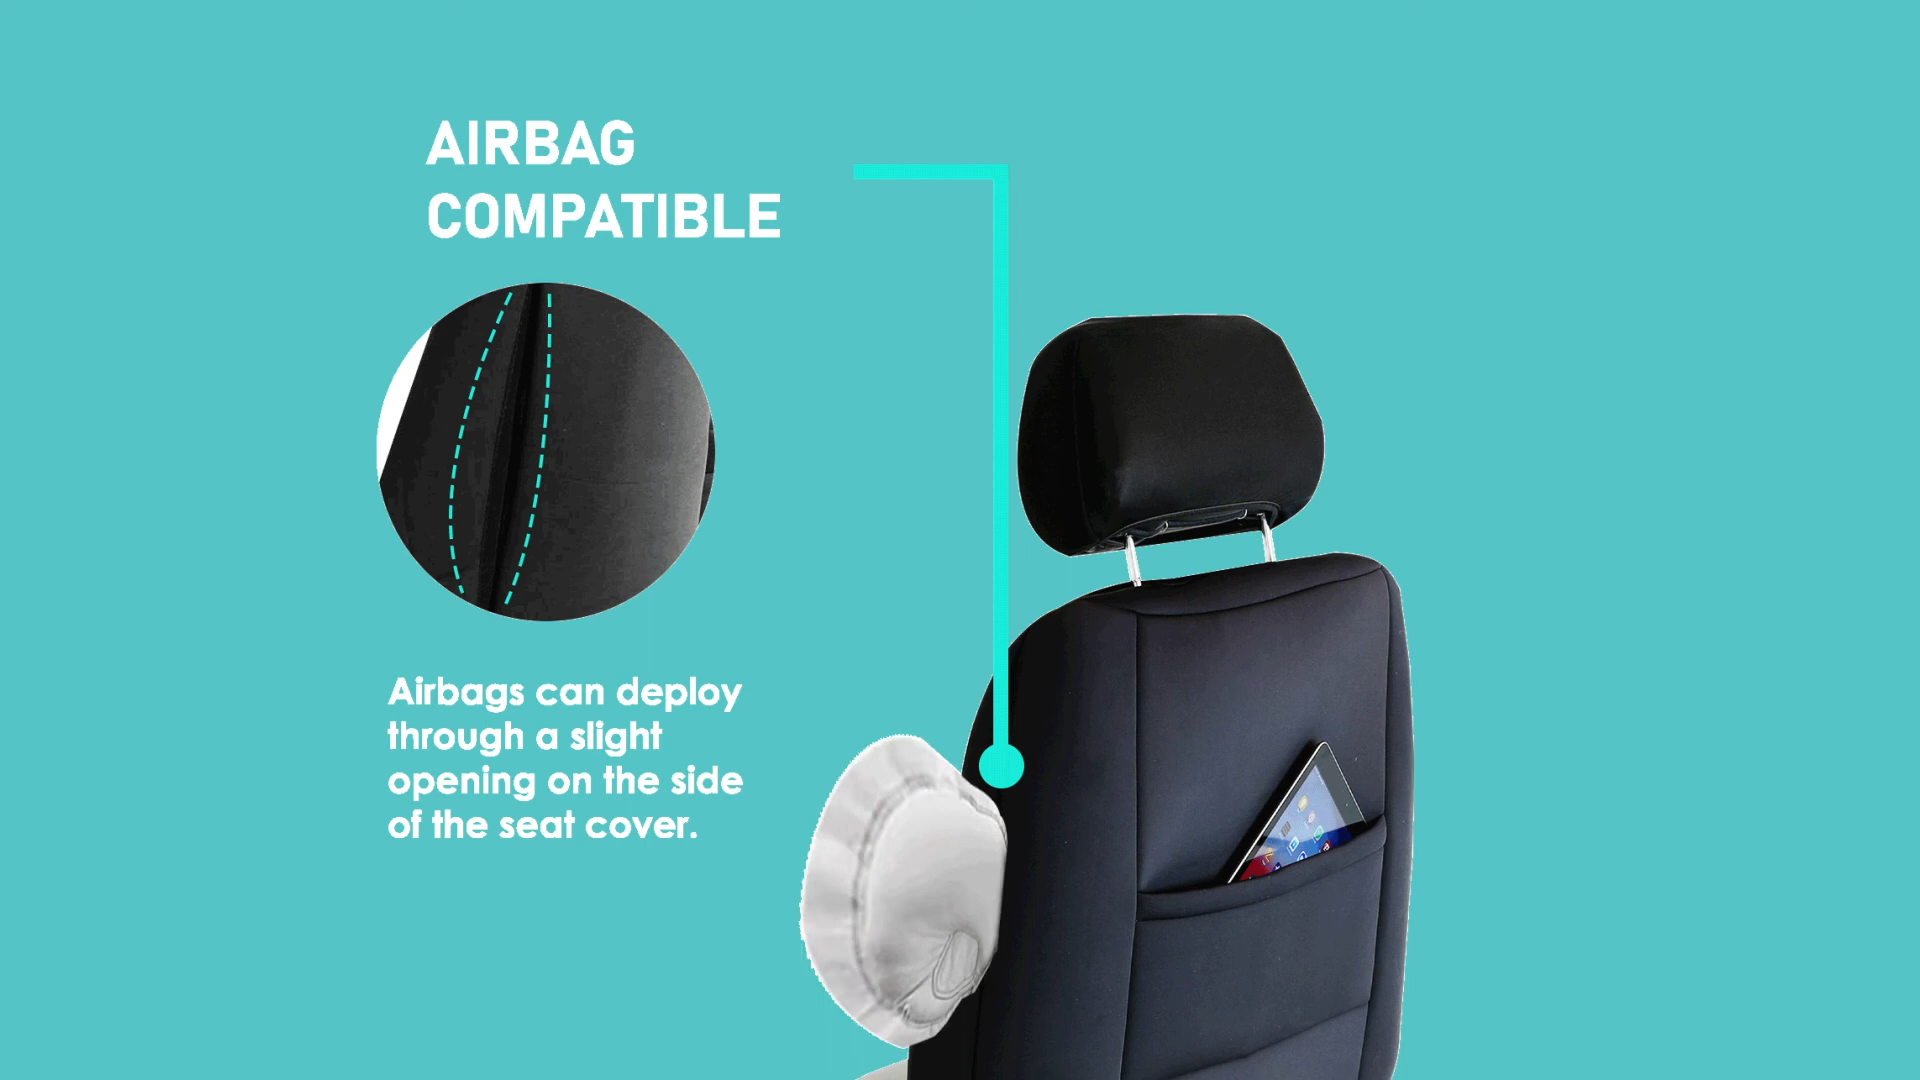 AIRBAG
COMPATIBLE
Airbags can deploy
through a slight
opening on the side
of the seat cover.